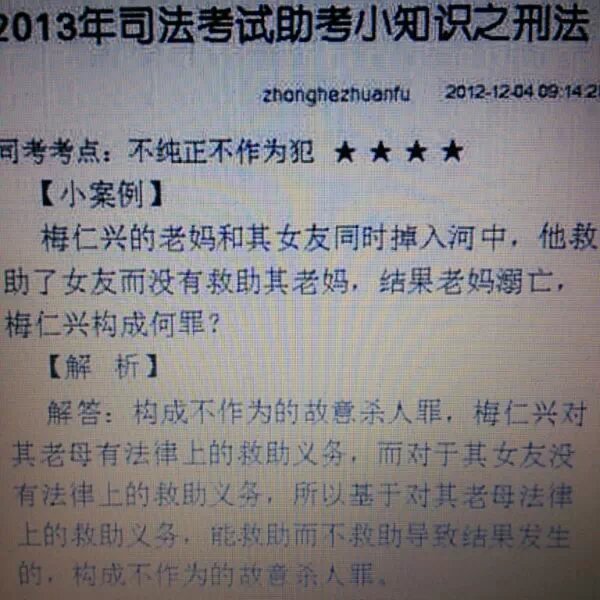 2013年司法考试助考小知识之刑法
zhonghezhuanfu 2012-12-04 09:14:2
司考考点：不纯正不作为犯 ★ ★ ★ ★
【小案例】
梅仁兴的老妈和其女友同时掉入河中，他救
助了女友而没有救助其老妈，结果老妈溺亡，
梅仁兴构成何罪？
【解 析】
解答：构成不作为的故意杀人罪，梅仁兴对
其老母有法律上的救助义务，而对于其女友没
有法律上的救助义务，所以基于对其老母法律
上的救助义务，能救助而不救助导致结果发生
的，构成不作为的故意杀人罪。